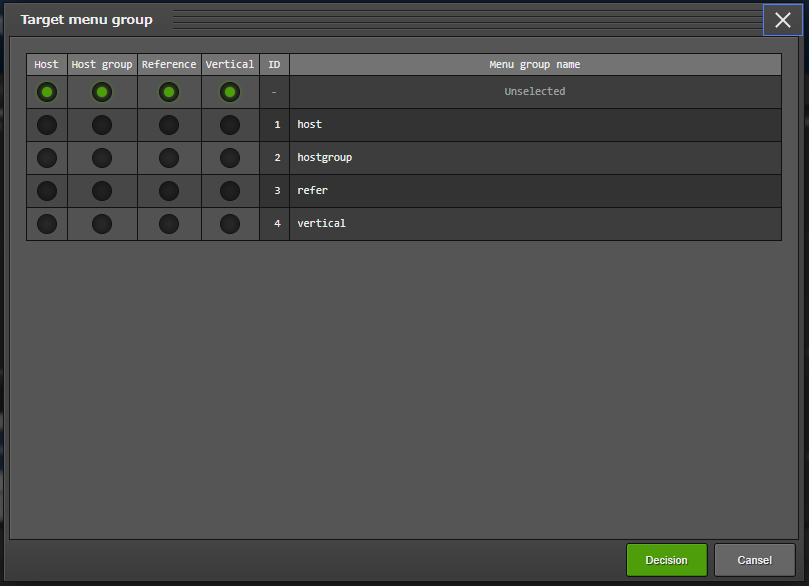 Target menu group
Host Host group Reference Vertical ID Menu group name
- Unselected
1 host
2 hostgroup
3 refer
4 vertical
Decision Cansel